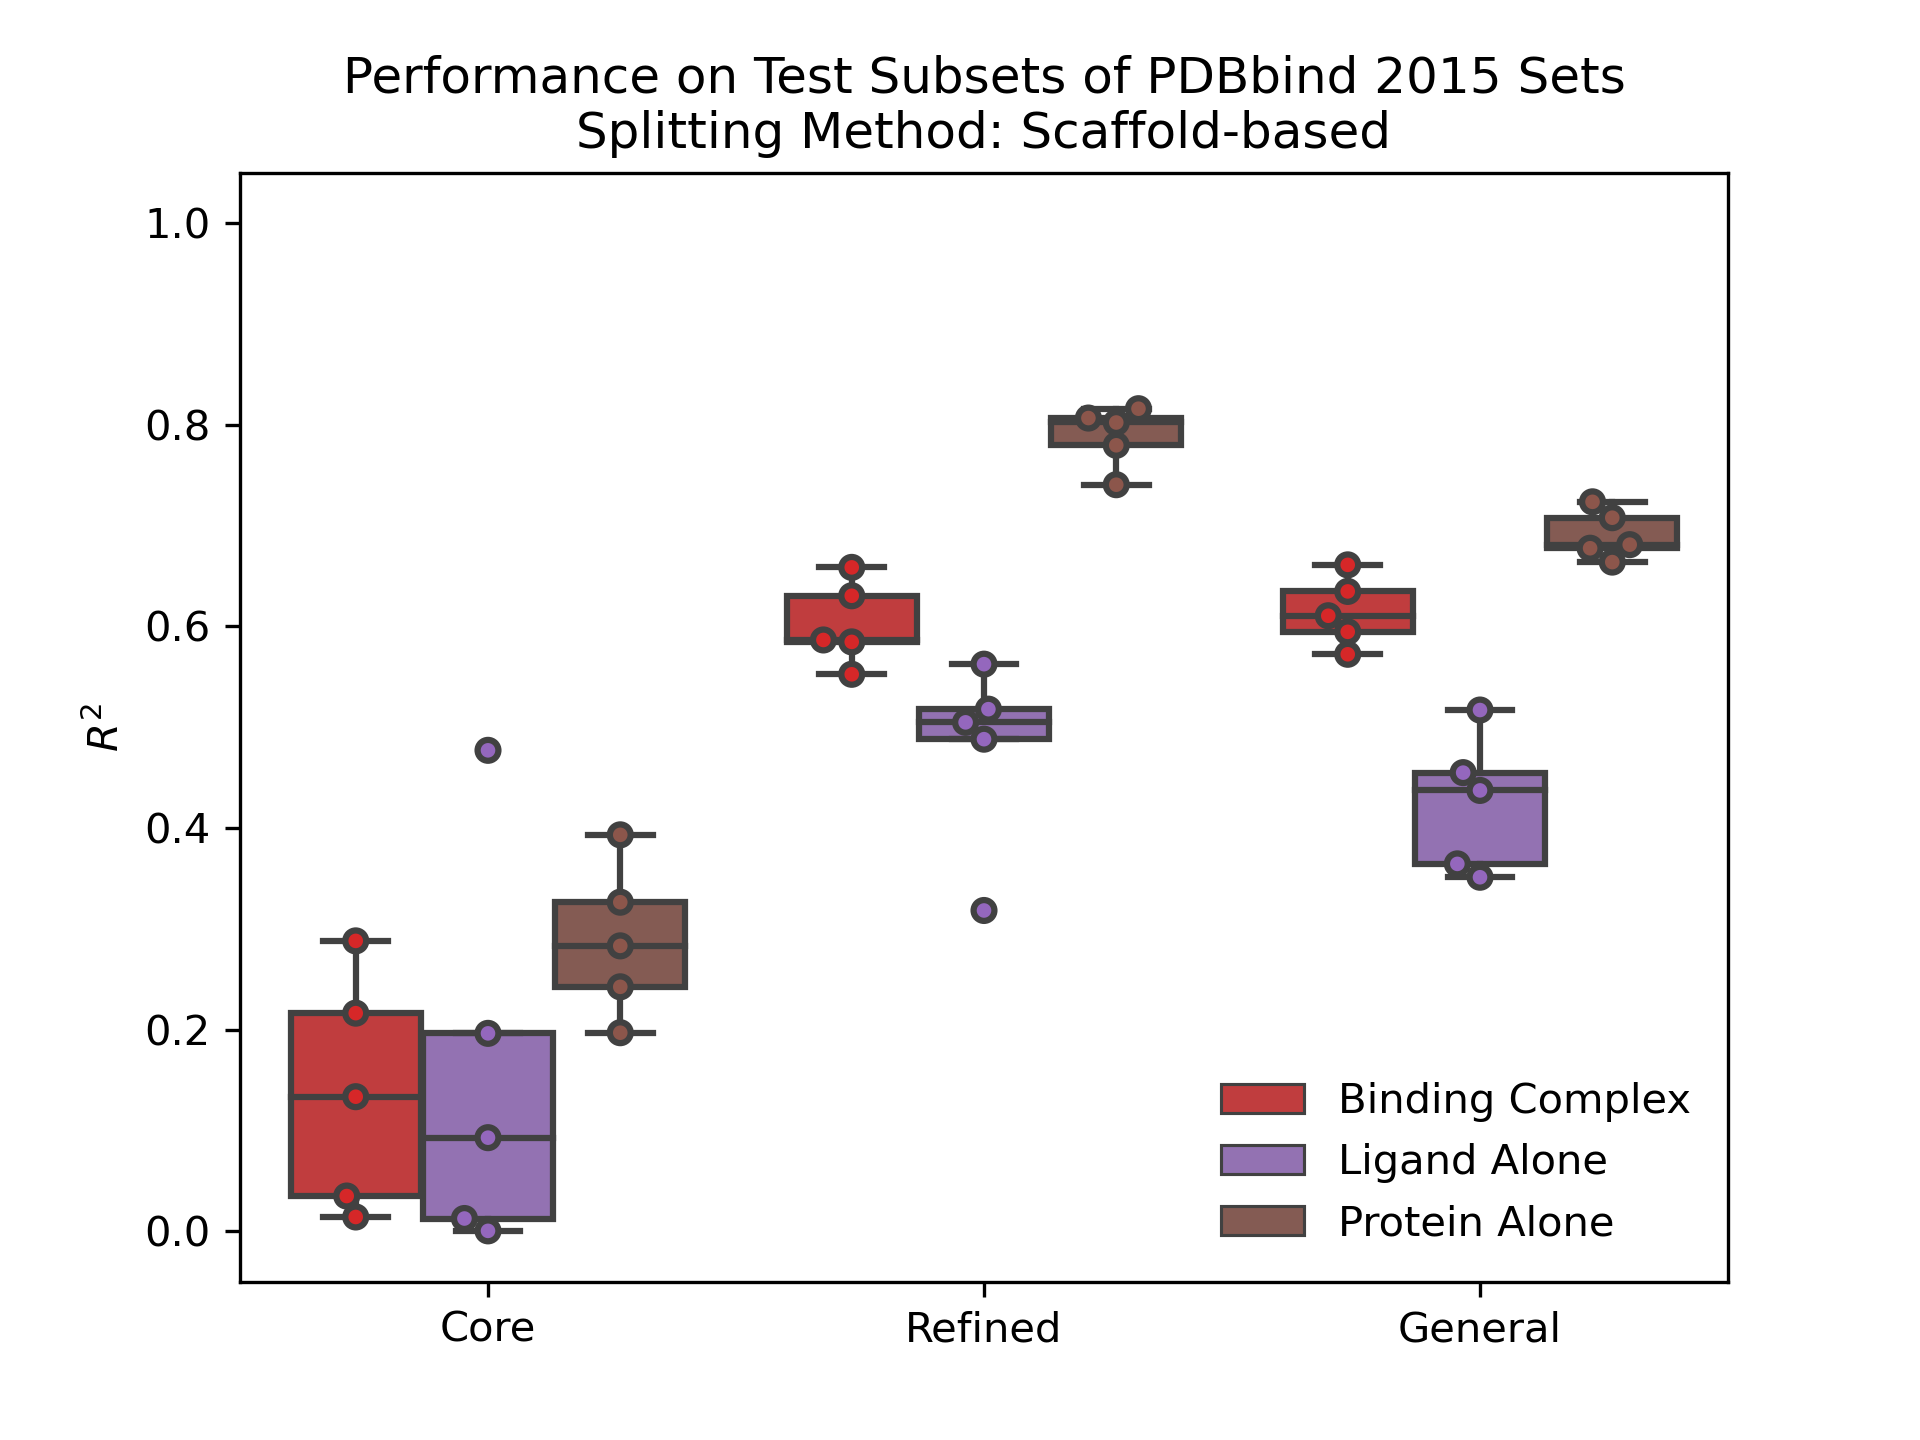 Performance on Test Subsets of PDBbind 2015 Sets
Splitting Method: Scaffold-based
1.0
0.8
0.6
0.4
0.2
0.0
R²
Core
Refined
General
Binding Complex
Ligand Alone
Protein Alone